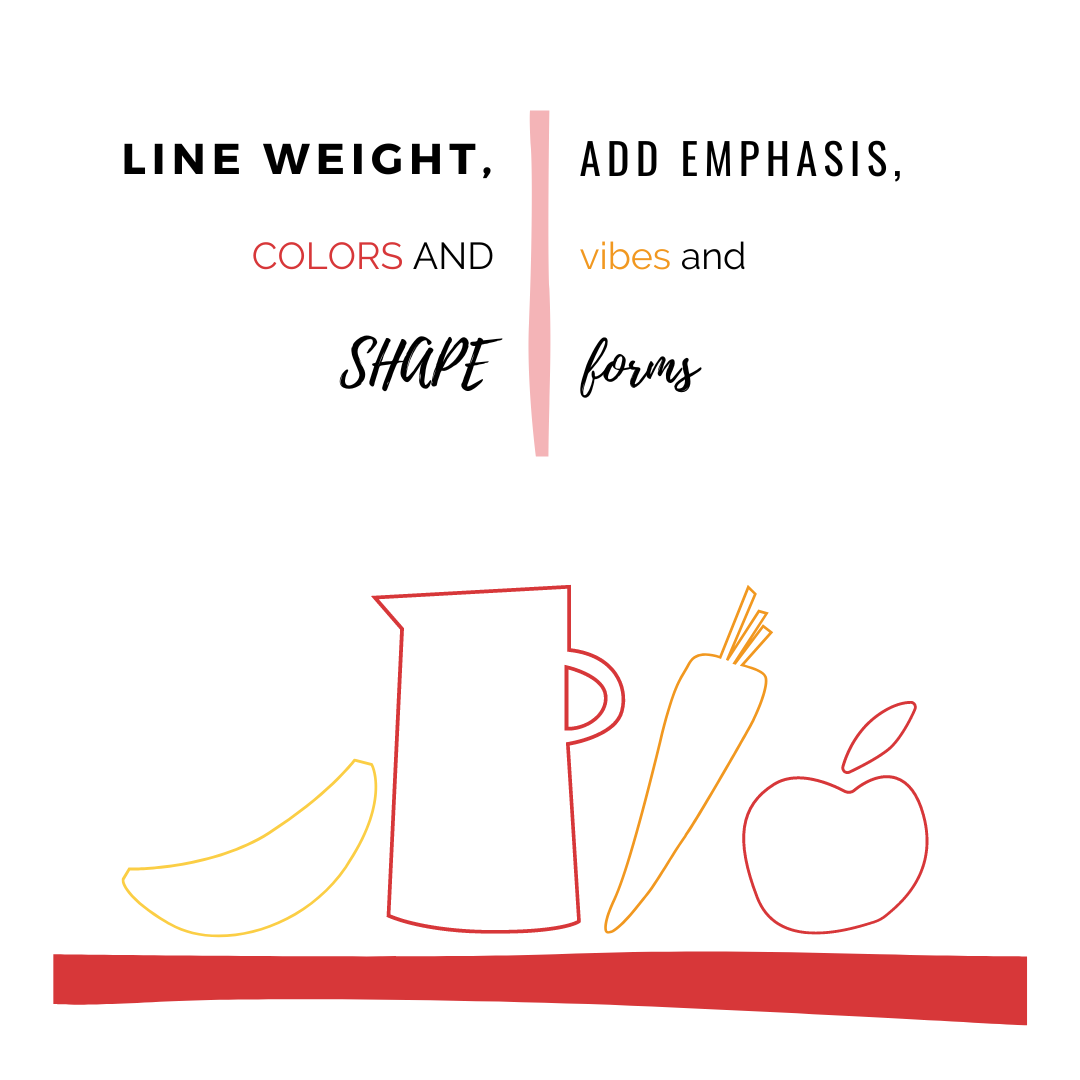 LINE WEIGHT,
COLORS AND
SHAPE
ADD EMPHASIS,
vibes and
forms